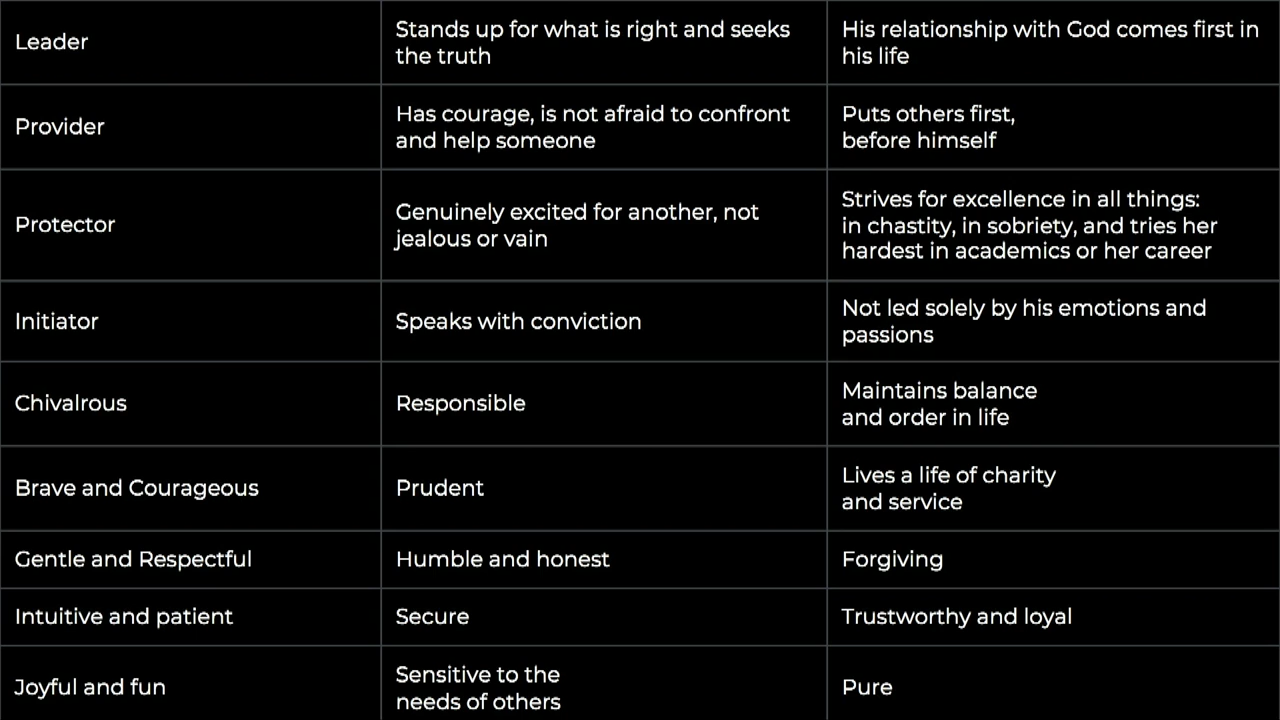 Leader
Stands up for what is right and seeks
the truth
His relationship with God comes first in
his life
Provider
Has courage, is not afraid to confront
and help someone
Puts others first,
before himself
Protector
Genuinely excited for another, not
jealous or vain
Strives for excellence in all things:
in chastity, in sobriety, and tries her
hardest in academics or her career
Initiator
Speaks with conviction
Not led solely by his emotions and
passions
Chivalrous
Responsible
Maintains balance
and order in life
Brave and Courageous
Prudent
Lives a life of charity
and service
Gentle and Respectful
Humble and honest
Forgiving
Intuitive and patient
Secure
Trustworthy and loyal
Joyful and fun
Sensitive to the
needs of others
Pure